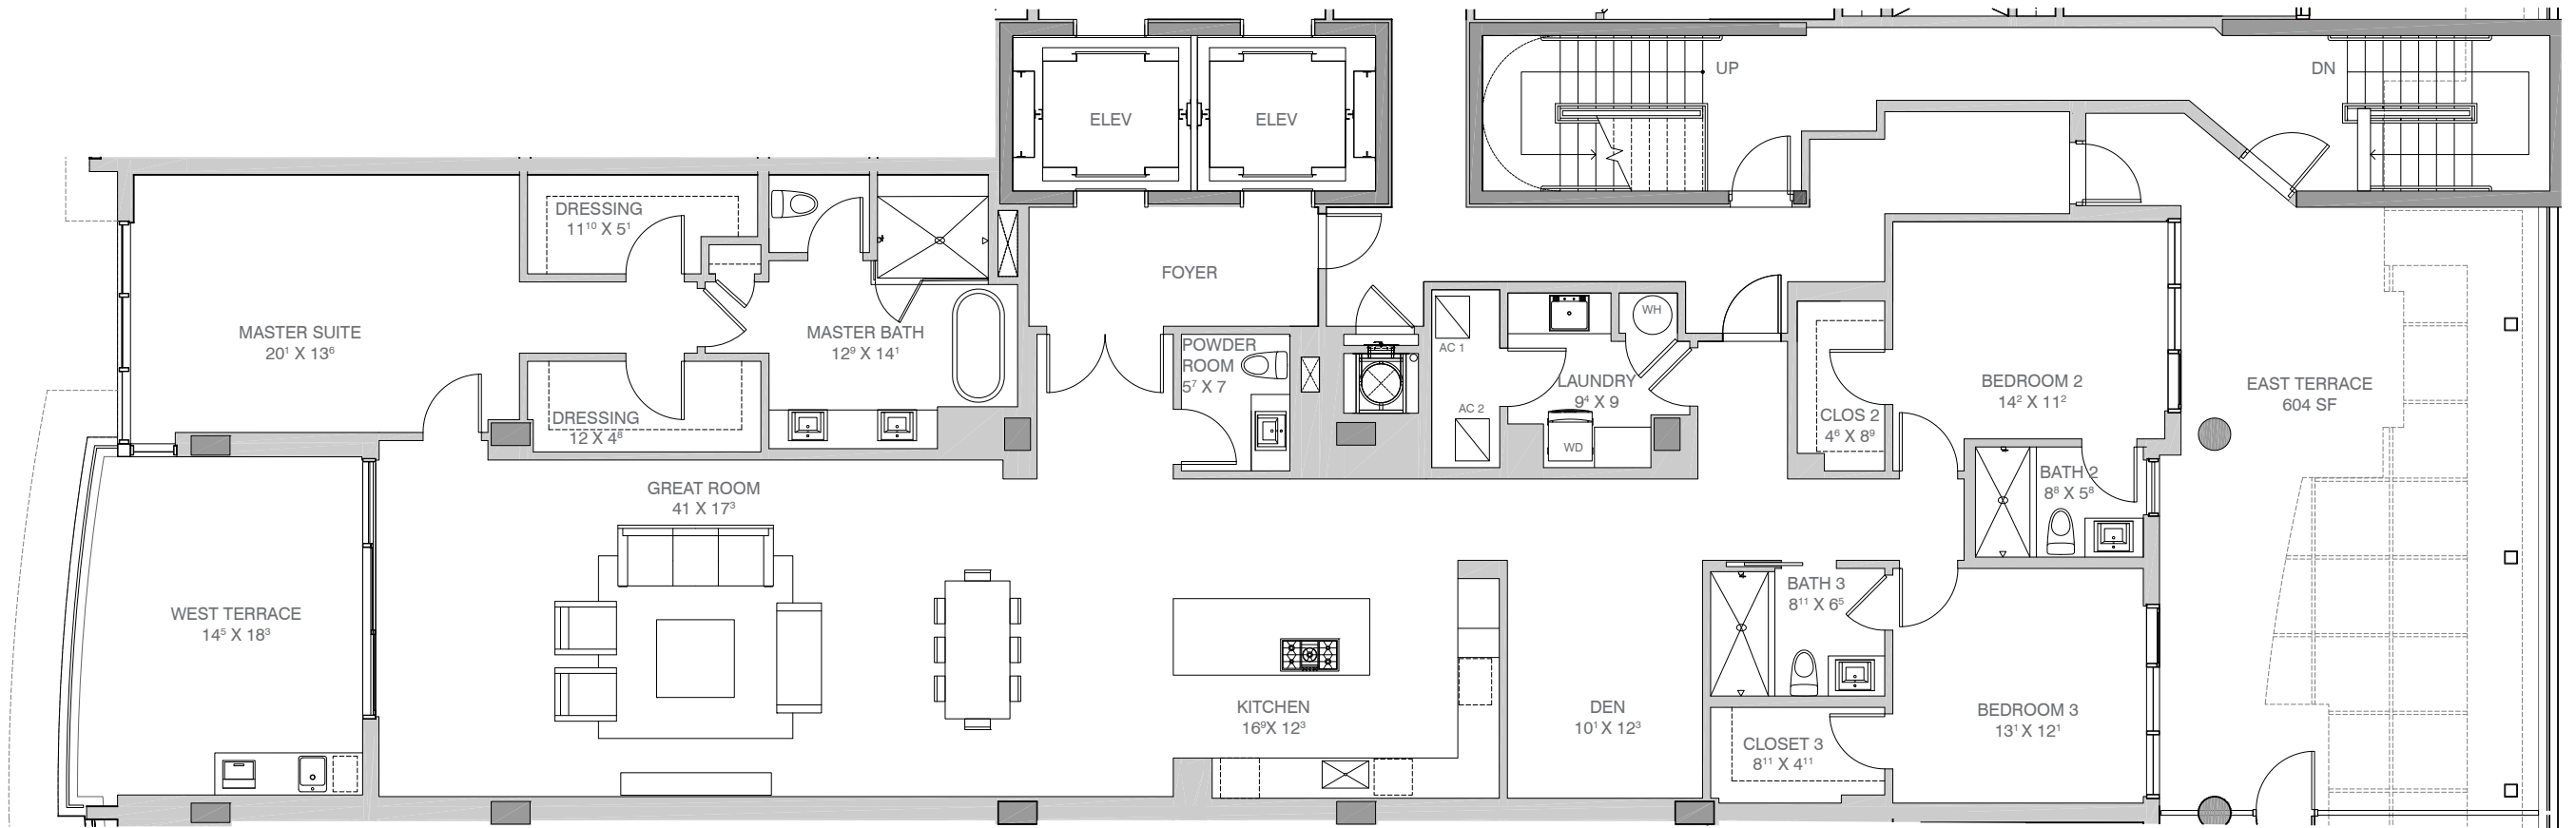 UP
DN
ELEV
ELEV
DRESSING
11¹⁰ X 5¹
FOYER
MASTER SUITE
20¹ X 13⁶
MASTER BATH
12⁹ X 14¹
POWDER
ROOM
5⁷ X 7
AC 1
WH
LAUNDRY
9⁴ X 9
AC 2
WD
CLOS 2
4⁶ X 8⁹
BEDROOM 2
14² X 11²
EAST TERRACE
604 SF
DRESSING
12 X 4⁸
BATH 2
8⁸ X 5⁸
GREAT ROOM
41 X 17³
WEST TERRACE
14⁵ X 18³
BATH 3
8¹¹ X 6⁵
KITCHEN
16⁹X 12³
DEN
10¹ X 12³
BEDROOM 3
13¹ X 12¹
CLOSET 3
8¹¹ X 4¹¹